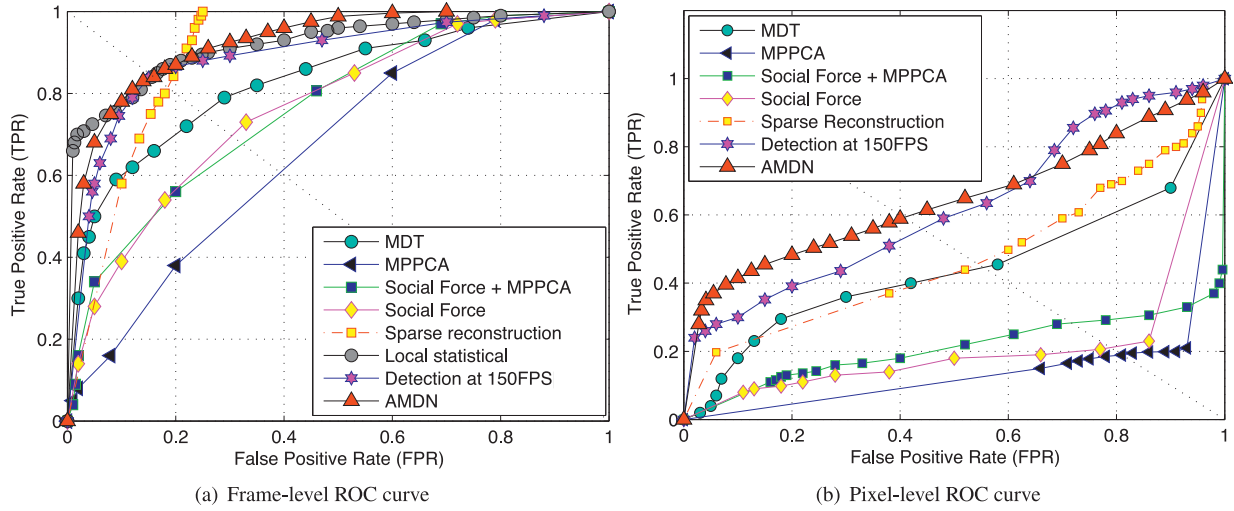 True Positive Rate (TPR)
1
0.8
0.6
0.4
0.2
0
0
0.2
0.4
0.6
0.8
1
False Positive Rate (FPR)
MDT
MPPCA
Social Force + MPPCA
Social Force
Sparse reconstruction
Local statistical
Detection at 150FPS
AMDN
(a) Frame-level ROC curve
True Positive Rate (TPR)
1
0.8
0.6
0.4
0.2
0
0
0.2
0.4
0.6
0.8
1
False Positive Rate (FPR)
MDT
MPPCA
Social Force + MPPCA
Social Force
Sparse Reconstruction
Detection at 150FPS
AMDN
(b) Pixel-level ROC curve